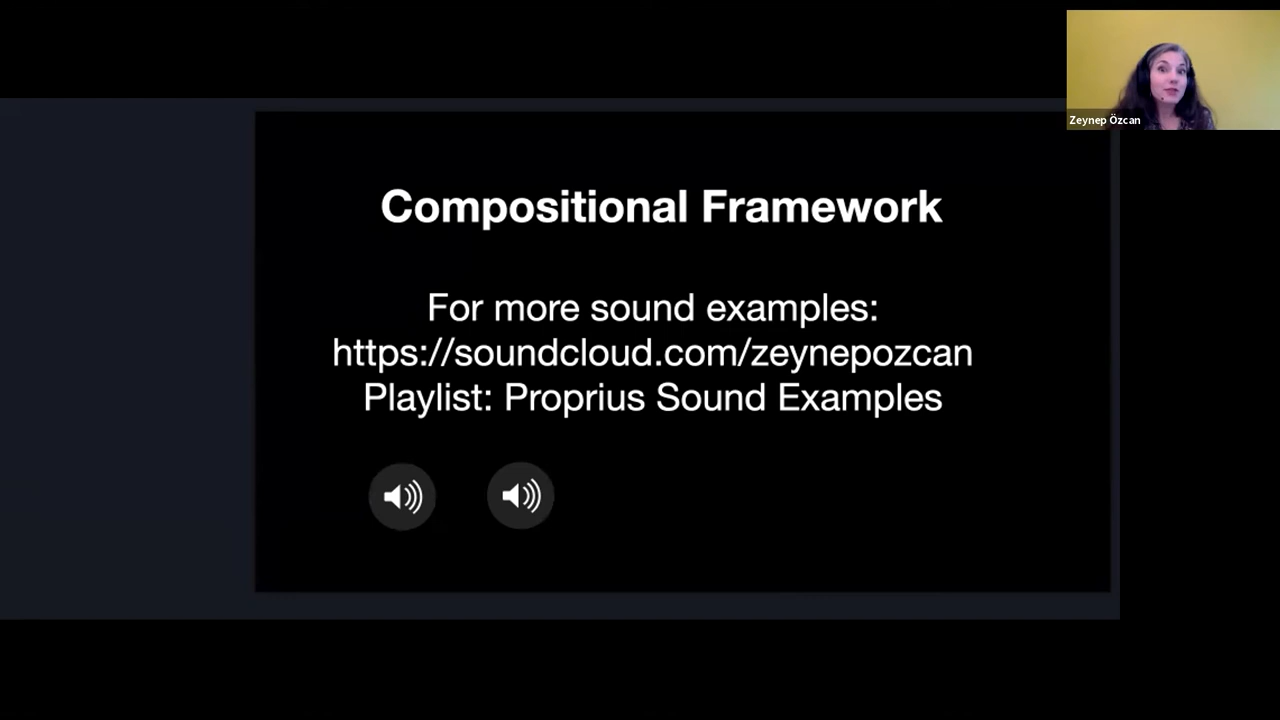 Zeynep Özcan
Compositional Framework
For more sound examples:
https://soundcloud.com/zeynepozcan
Playlist: Proprius Sound Examples